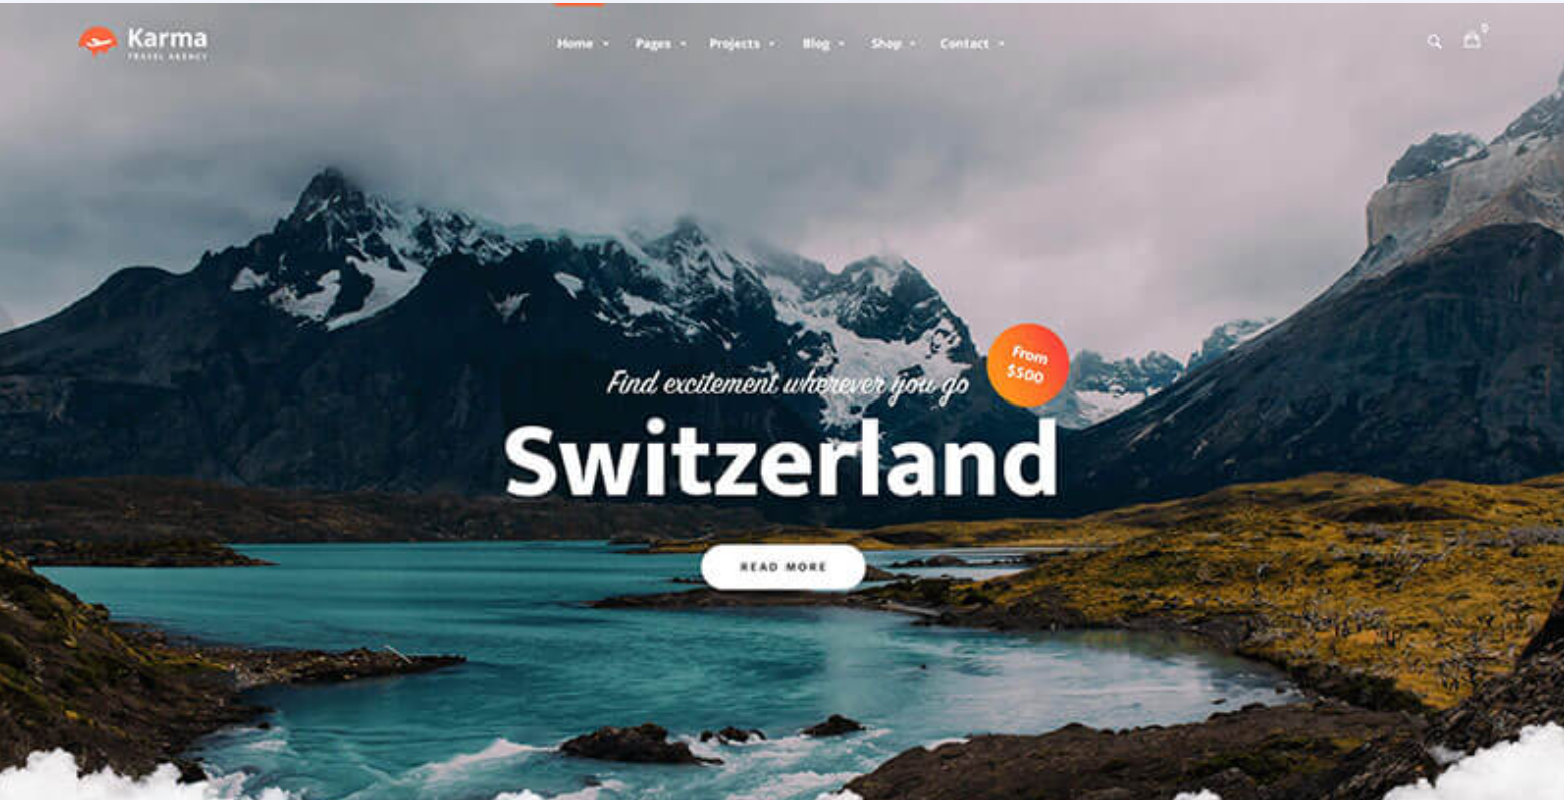 Karma
TRAVEL AGENCY
Home
Pages
Projects
Blog
Shop
Contact
0
Find excitement wherever you go
From
$500
Switzerland
READ MORE